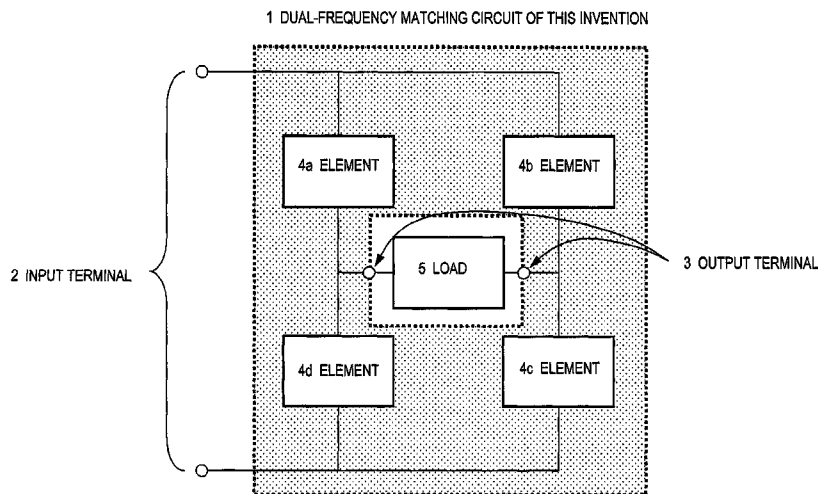 1 DUAL-FREQUENCY MATCHING CIRCUIT OF THIS INVENTION
4a ELEMENT
4b ELEMENT
5 LOAD
2 INPUT TERMINAL
3 OUTPUT TERMINAL
4d ELEMENT
4c ELEMENT